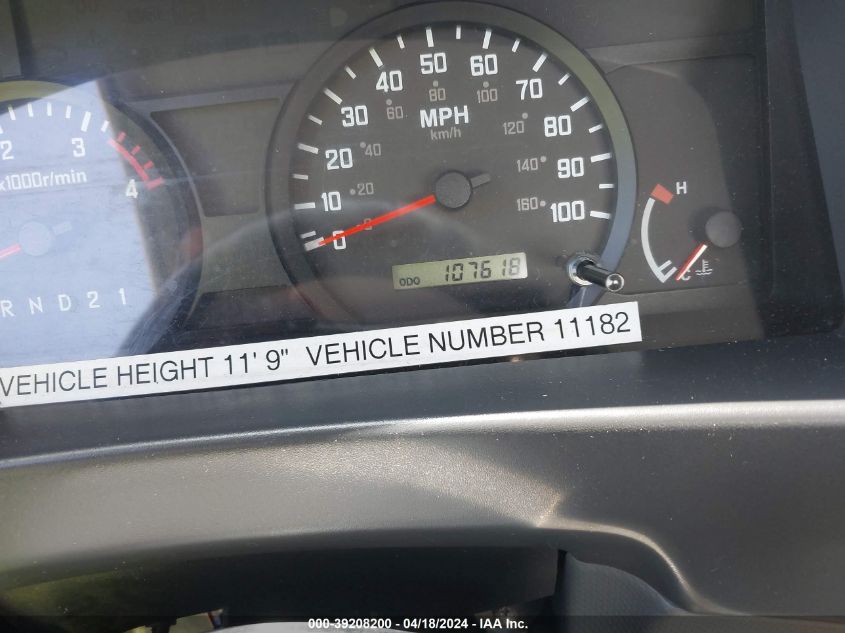 0 10 20 30 40 50 60 70 80 90 100
0 20 40 60 80 100 120 140 160
MPH
km/h
2 3 4
x1000r/min
H
C
ODO 107618
R N D 2 1
VEHICLE HEIGHT 11' 9" VEHICLE NUMBER 11182
000-39208200 - 04/18/2024 - IAA Inc.